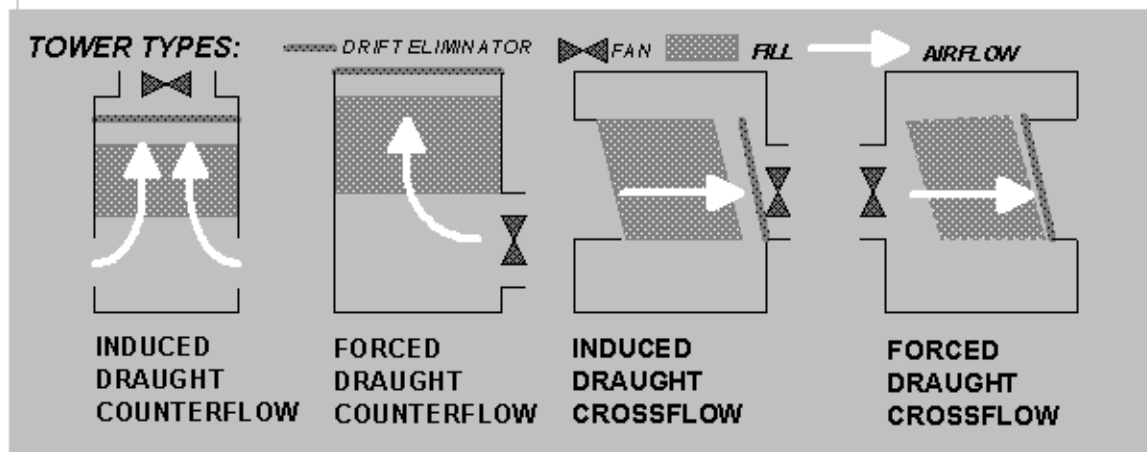 TOWER TYPES: DRIFT ELIMINATOR FAN FILL AIRFLOW
INDUCED
DRAUGHT
COUNTERFLOW
FORCED
DRAUGHT
COUNTERFLOW
INDUCED
DRAUGHT
CROSSFLOW
FORCED
DRAUGHT
CROSSFLOW